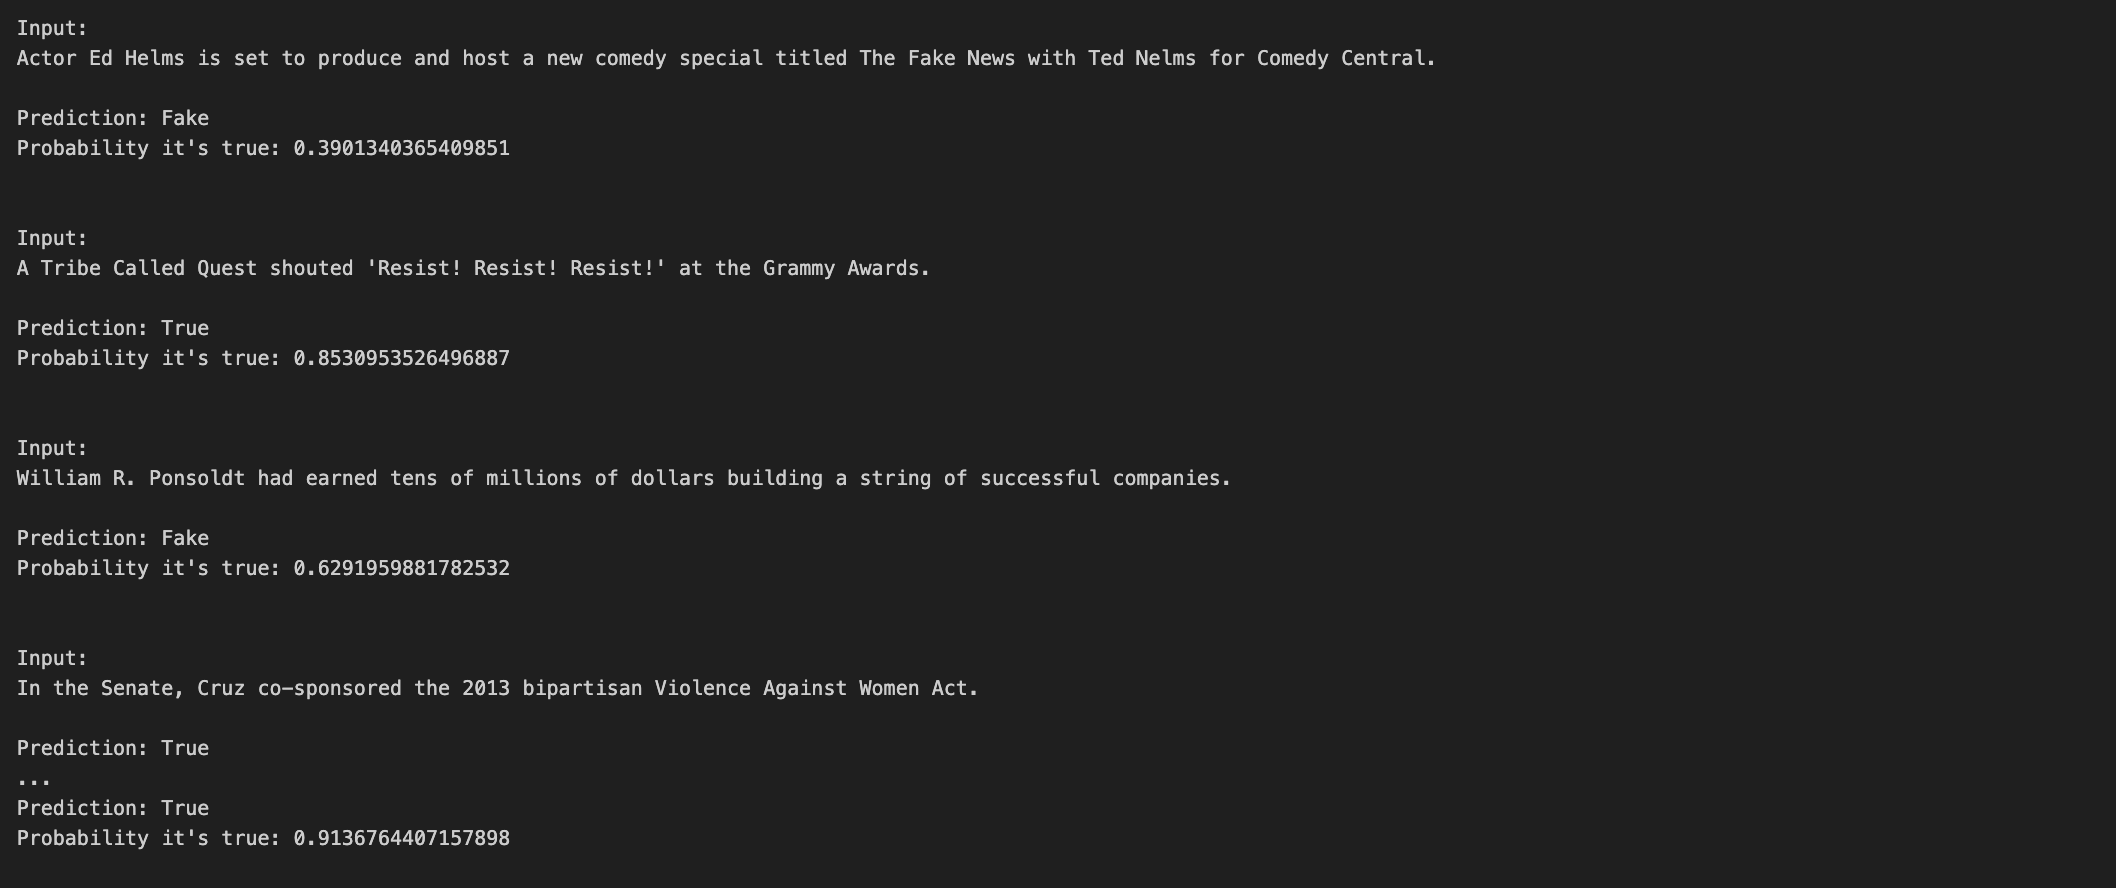 Input:
Actor Ed Helms is set to produce and host a new comedy special titled The Fake News with Ted Nelms for Comedy Central.
Prediction: Fake
Probability it's true: 0.3901340365409851
Input:
A Tribe Called Quest shouted 'Resist! Resist! Resist!' at the Grammy Awards.
Prediction: True
Probability it's true: 0.8530953526496887
Input:
William R. Ponsoldt had earned tens of millions of dollars building a string of successful companies.
Prediction: Fake
Probability it's true: 0.6291959881782532
Input:
In the Senate, Cruz co-sponsored the 2013 bipartisan Violence Against Women Act.
Prediction: True
...
Prediction: True
Probability it's true: 0.9136764407157898